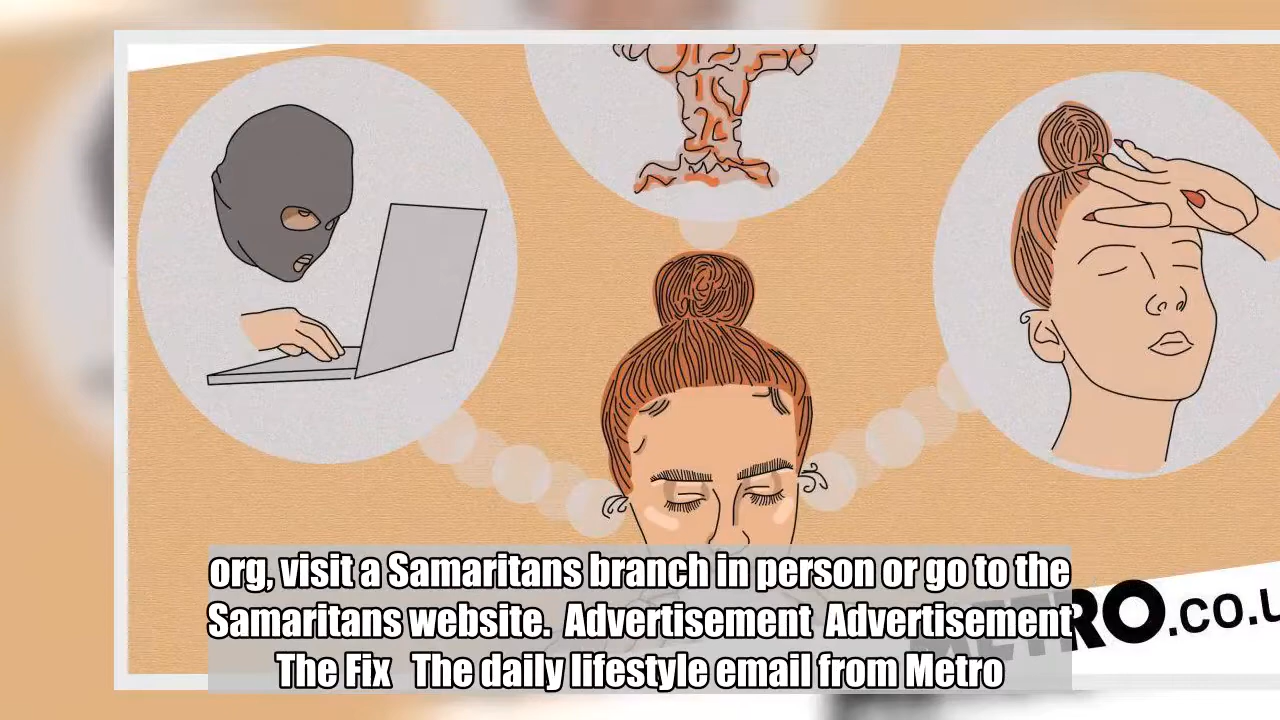 org, visit a Samaritans branch in person or go to the
Samaritans website.  Advertisement  Advertisement
The Fix   The daily lifestyle email from Metro
METRO.CO.U